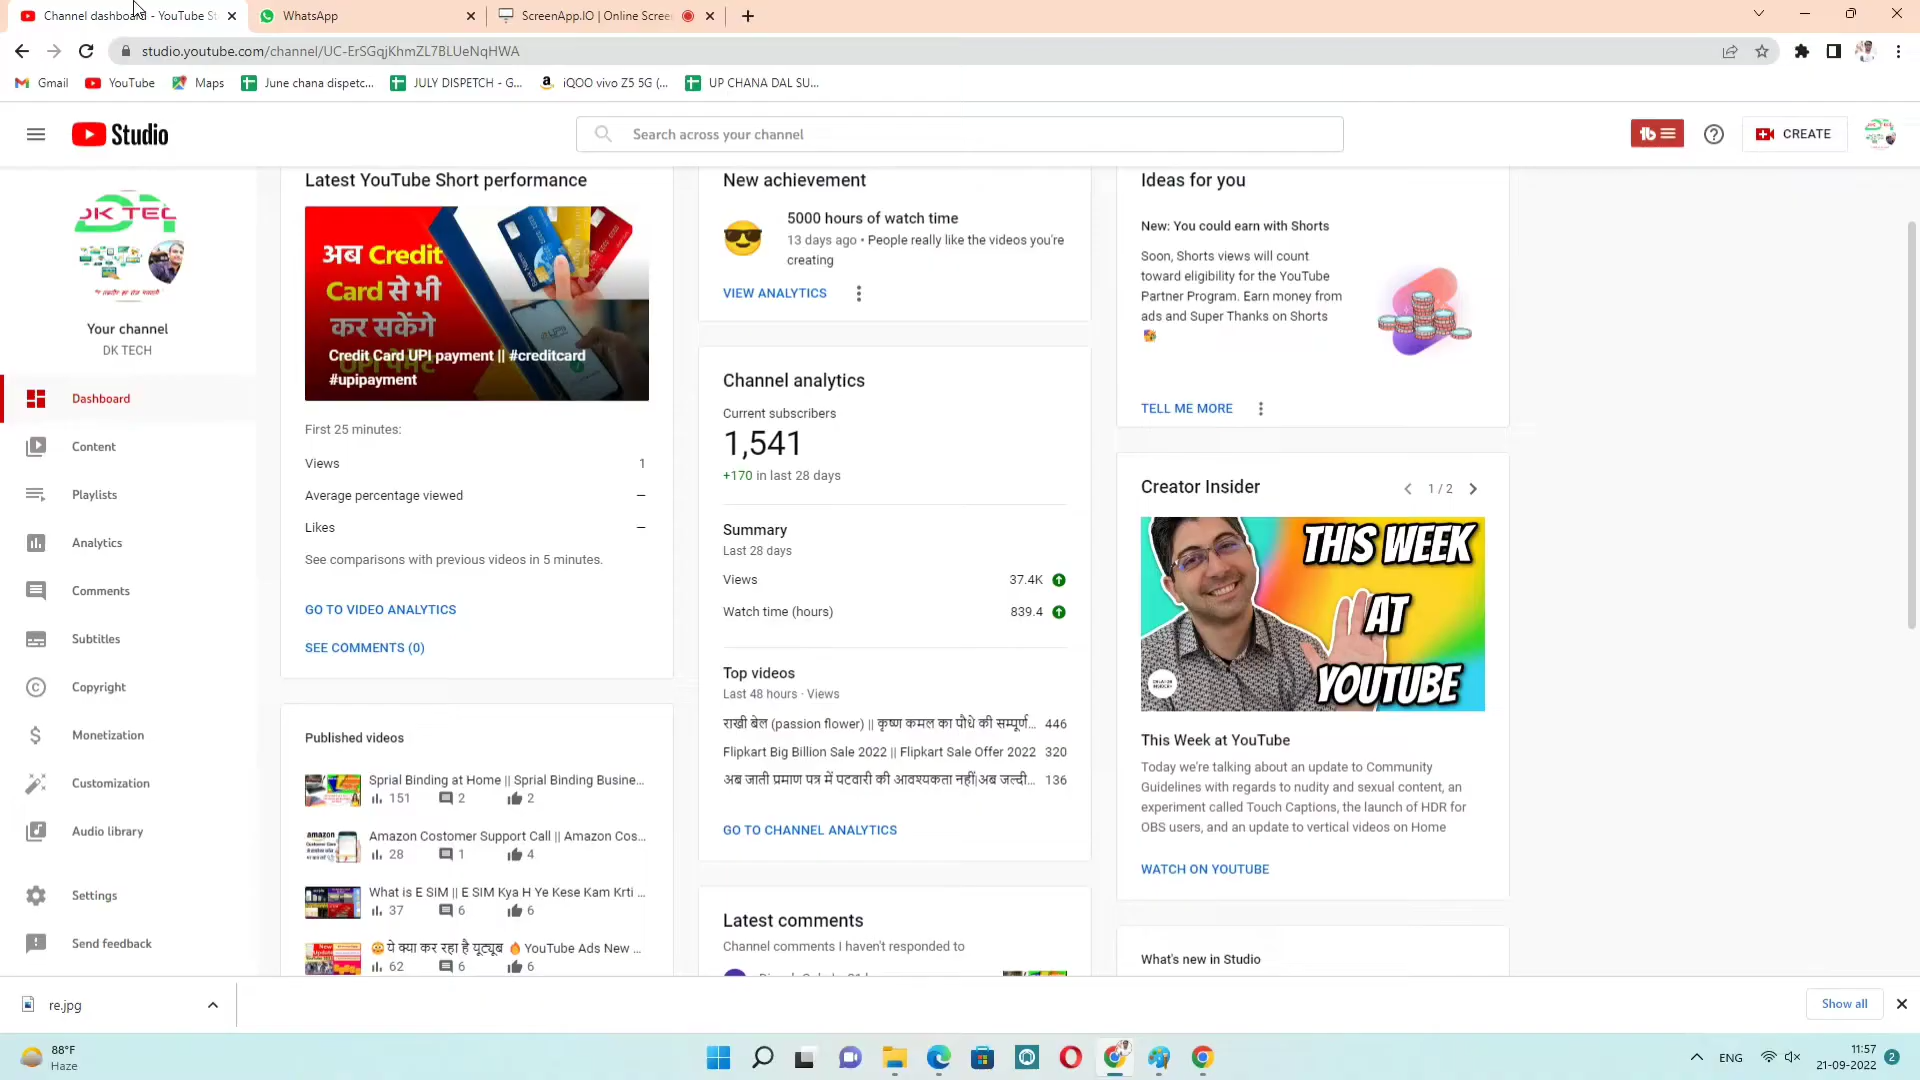 Channel dashboard - YouTube St
WhatsApp
ScreenApp.IO | Online Scree
studio.youtube.com/channel/UC-ErSGqjKhmZL7BLUeNqHWA
Gmail
YouTube
Maps
June chana dispetc...
JULY DISPETCH - G...
iQOO vivo Z5 5G (...
UP CHANA DAL SU...
Studio
Search across your channel
CREATE
DK TEC
Your channel
DK TECH
Dashboard
Content
Playlists
Analytics
Comments
Subtitles
Copyright
Monetization
Customization
Audio library
Settings
Send feedback
Latest YouTube Short performance
अब Credit
Card से भी
कर सकेंगे
UPI पेमेंट
Credit Card UPI payment || #creditcard
#upipayment
First 25 minutes:
Views 1
Average percentage viewed —
Likes —
See comparisons with previous videos in 5 minutes.
GO TO VIDEO ANALYTICS
SEE COMMENTS (0)
Published videos
Sprial Binding at Home || Sprial Binding Busine...
151 2 2
Amazon Costomer Support Call || Amazon Cos...
28 1 4
What is E SIM || E SIM Kya H Ye Kese Kam Krti ...
37 6 6
😳ये क्या कर रहा है यूट्यूब 🔥 YouTube Ads New ...
62 6 6
New achievement
5000 hours of watch time
13 days ago • People really like the videos you're
creating
VIEW ANALYTICS
Channel analytics
Current subscribers
1,541
+170 in last 28 days
Summary
Last 28 days
Views 37.4K
Watch time (hours) 839.4
Top videos
Last 48 hours · Views
राखी बेल (passion flower) || कृष्ण कमल का पौधे की सम्पूर्ण... 446
Flipkart Big Billion Sale 2022 || Flipkart Sale Offer 2022 320
अब जाती प्रमाण पत्र में पटवारी की आवश्यकता नहीं|अब जल्दी... 136
GO TO CHANNEL ANALYTICS
Latest comments
Channel comments I haven't responded to
Ideas for you
New: You could earn with Shorts
Soon, Shorts views will count
toward eligibility for the YouTube
Partner Program. Earn money from
ads and Super Thanks on Shorts
TELL ME MORE
Creator Insider
1 / 2
THIS WEEK
AT
YOUTUBE
This Week at YouTube
Today we're talking about an update to Community
Guidelines with regards to nudity and sexual content, an
experiment called Touch Captions, the launch of HDR for
OBS users, and an update to vertical videos on Home
WATCH ON YOUTUBE
What's new in Studio
re.jpg
Show all
88°F
Haze
ENG
11:57
21-09-2022
2